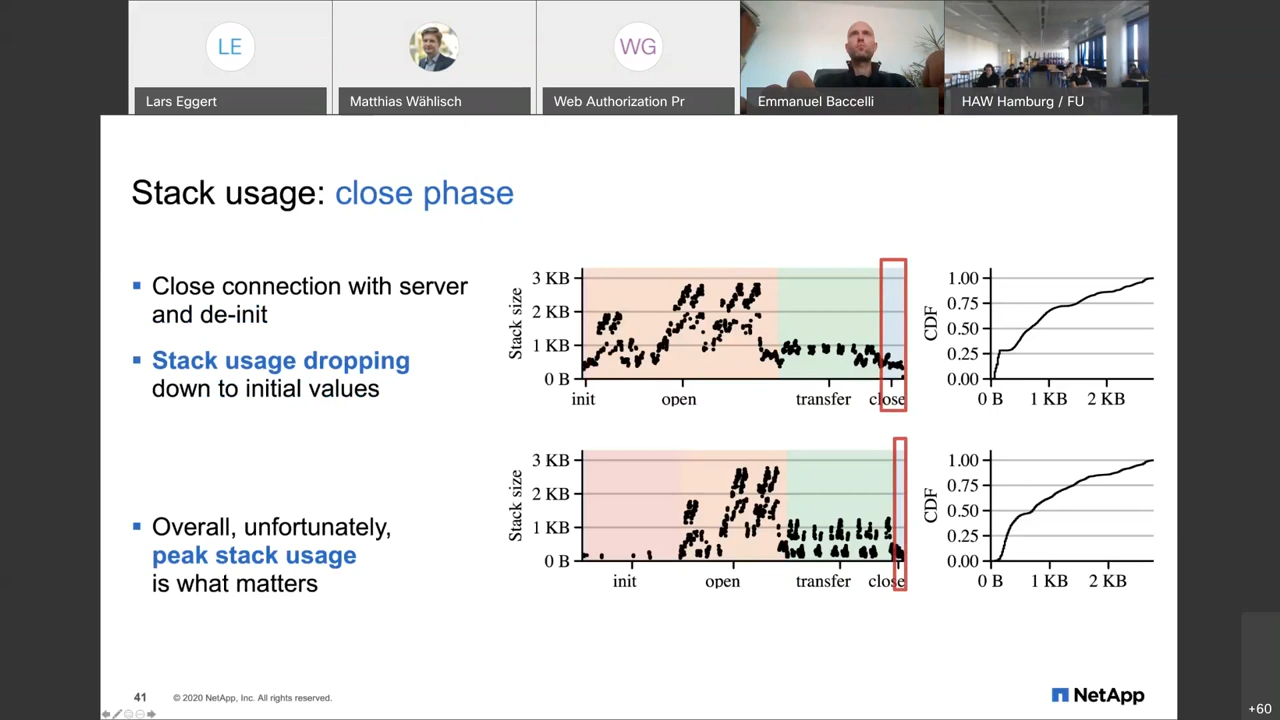 LE
WG
Lars Eggert
Matthias Wählisch
Web Authorization Pr
Emmanuel Baccelli
HAW Hamburg / FU
Stack usage: close phase
Close connection with server
and de-init
Stack usage dropping
down to initial values
Overall, unfortunately,
peak stack usage
is what matters
Stack size
3 KB
2 KB
1 KB
0 B
init
open
transfer
close
CDF
1.00
0.75
0.50
0.25
0.00
0 B
1 KB
2 KB
Stack size
3 KB
2 KB
1 KB
0 B
init
open
transfer
close
CDF
1.00
0.75
0.50
0.25
0.00
0 B
1 KB
2 KB
41
© 2020 NetApp, Inc. All rights reserved.
NetApp
+60